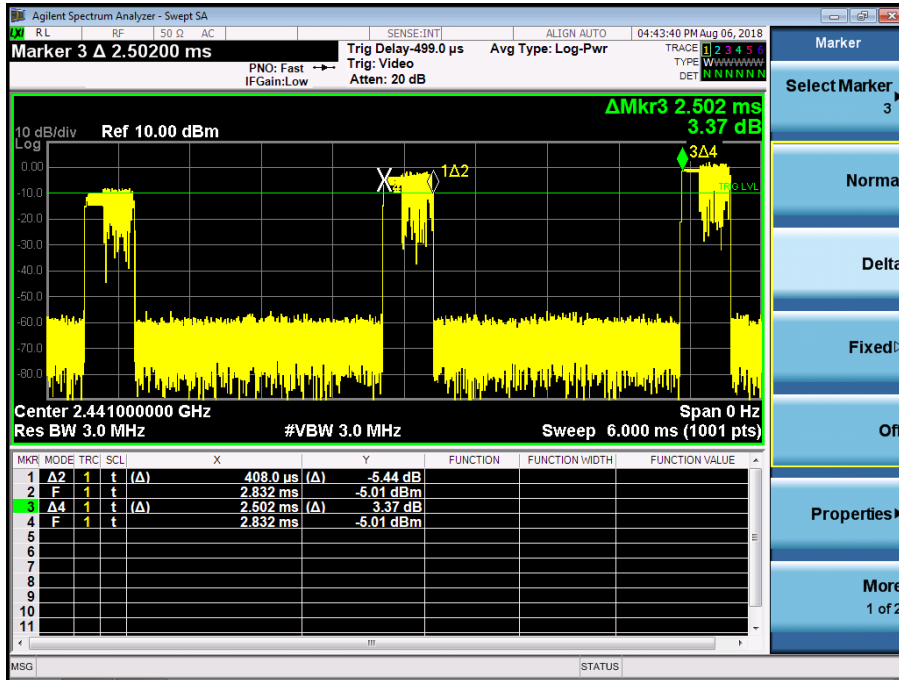 Agilent Spectrum Analyzer - Swept SA
LXI RL RF 50 Ω AC SENSE:INT ALIGN AUTO 04:43:40 PM Aug 06, 2018
Marker 3 Δ 2.50200 ms
PNO: Fast
IFGain:Low
Trig Delay-499.0 µs
Trig: Video
Atten: 20 dB
Avg Type: Log-Pwr
TRACE 1 2 3 4 5 6
TYPE WWWWWW
DET N N N N N N
ΔMkr3 2.502 ms
3.37 dB
10 dB/div Ref 10.00 dBm
Log
3Δ4
0.00
1Δ2
TRIG LVL
-10.0
-20.0
-30.0
-40.0
-50.0
-60.0
-70.0
-80.0
Center 2.441000000 GHz Span 0 Hz
Res BW 3.0 MHz #VBW 3.0 MHz Sweep 6.000 ms (1001 pts)
MKR MODE TRC SCL X Y FUNCTION FUNCTION WIDTH FUNCTION VALUE
1 Δ2 1 t (Δ) 408.0 µs (Δ) -5.44 dB
2 F 1 t 2.832 ms -5.01 dBm
3 Δ4 1 t (Δ) 2.502 ms (Δ) 3.37 dB
4 F 1 t 2.832 ms -5.01 dBm
5
6
7
8
9
10
11
MSG STATUS
Marker
Select Marker
3
Norma
Delta
Fixed
Off
Properties
More
1 of 2